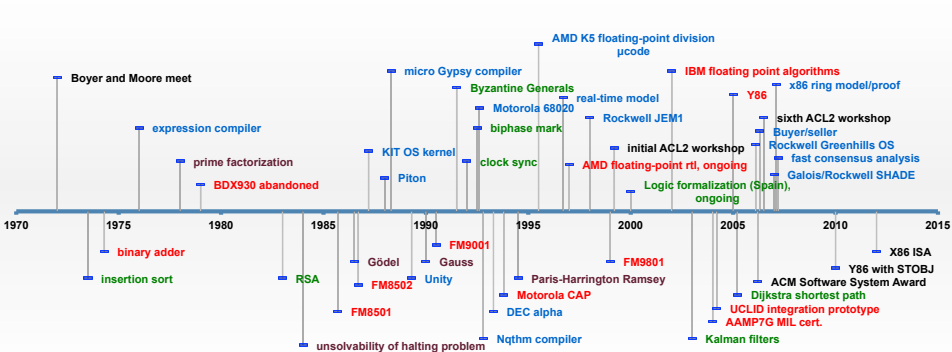 AMD K5 floating-point division
μcode
Boyer and Moore meet
micro Gypsy compiler
IBM floating point algorithms
Byzantine Generals
x86 ring model/proof
real-time model
Y86
Motorola 68020
Rockwell JEM1
sixth ACL2 workshop
expression compiler
biphase mark
Buyer/seller
KIT OS kernel
initial ACL2 workshop
Rockwell Greenhills OS
prime factorization
clock sync
AMD floating-point rtl, ongoing
fast consensus analysis
BDX930 abandoned
Piton
Logic formalization (Spain),
ongoing
Galois/Rockwell SHADE
1970 1975 1980 1985 1990 1995 2000 2005 2010 2015
binary adder
FM9001
X86 ISA
Gödel
Gauss
FM9801
Y86 with STOBJ
insertion sort
RSA
FM8502
Unity
Paris-Harrington Ramsey
ACM Software System Award
Motorola CAP
Dijkstra shortest path
FM8501
DEC alpha
UCLID integration prototype
AAMP7G MIL cert.
unsolvability of halting problem
Nqthm compiler
Kalman filters